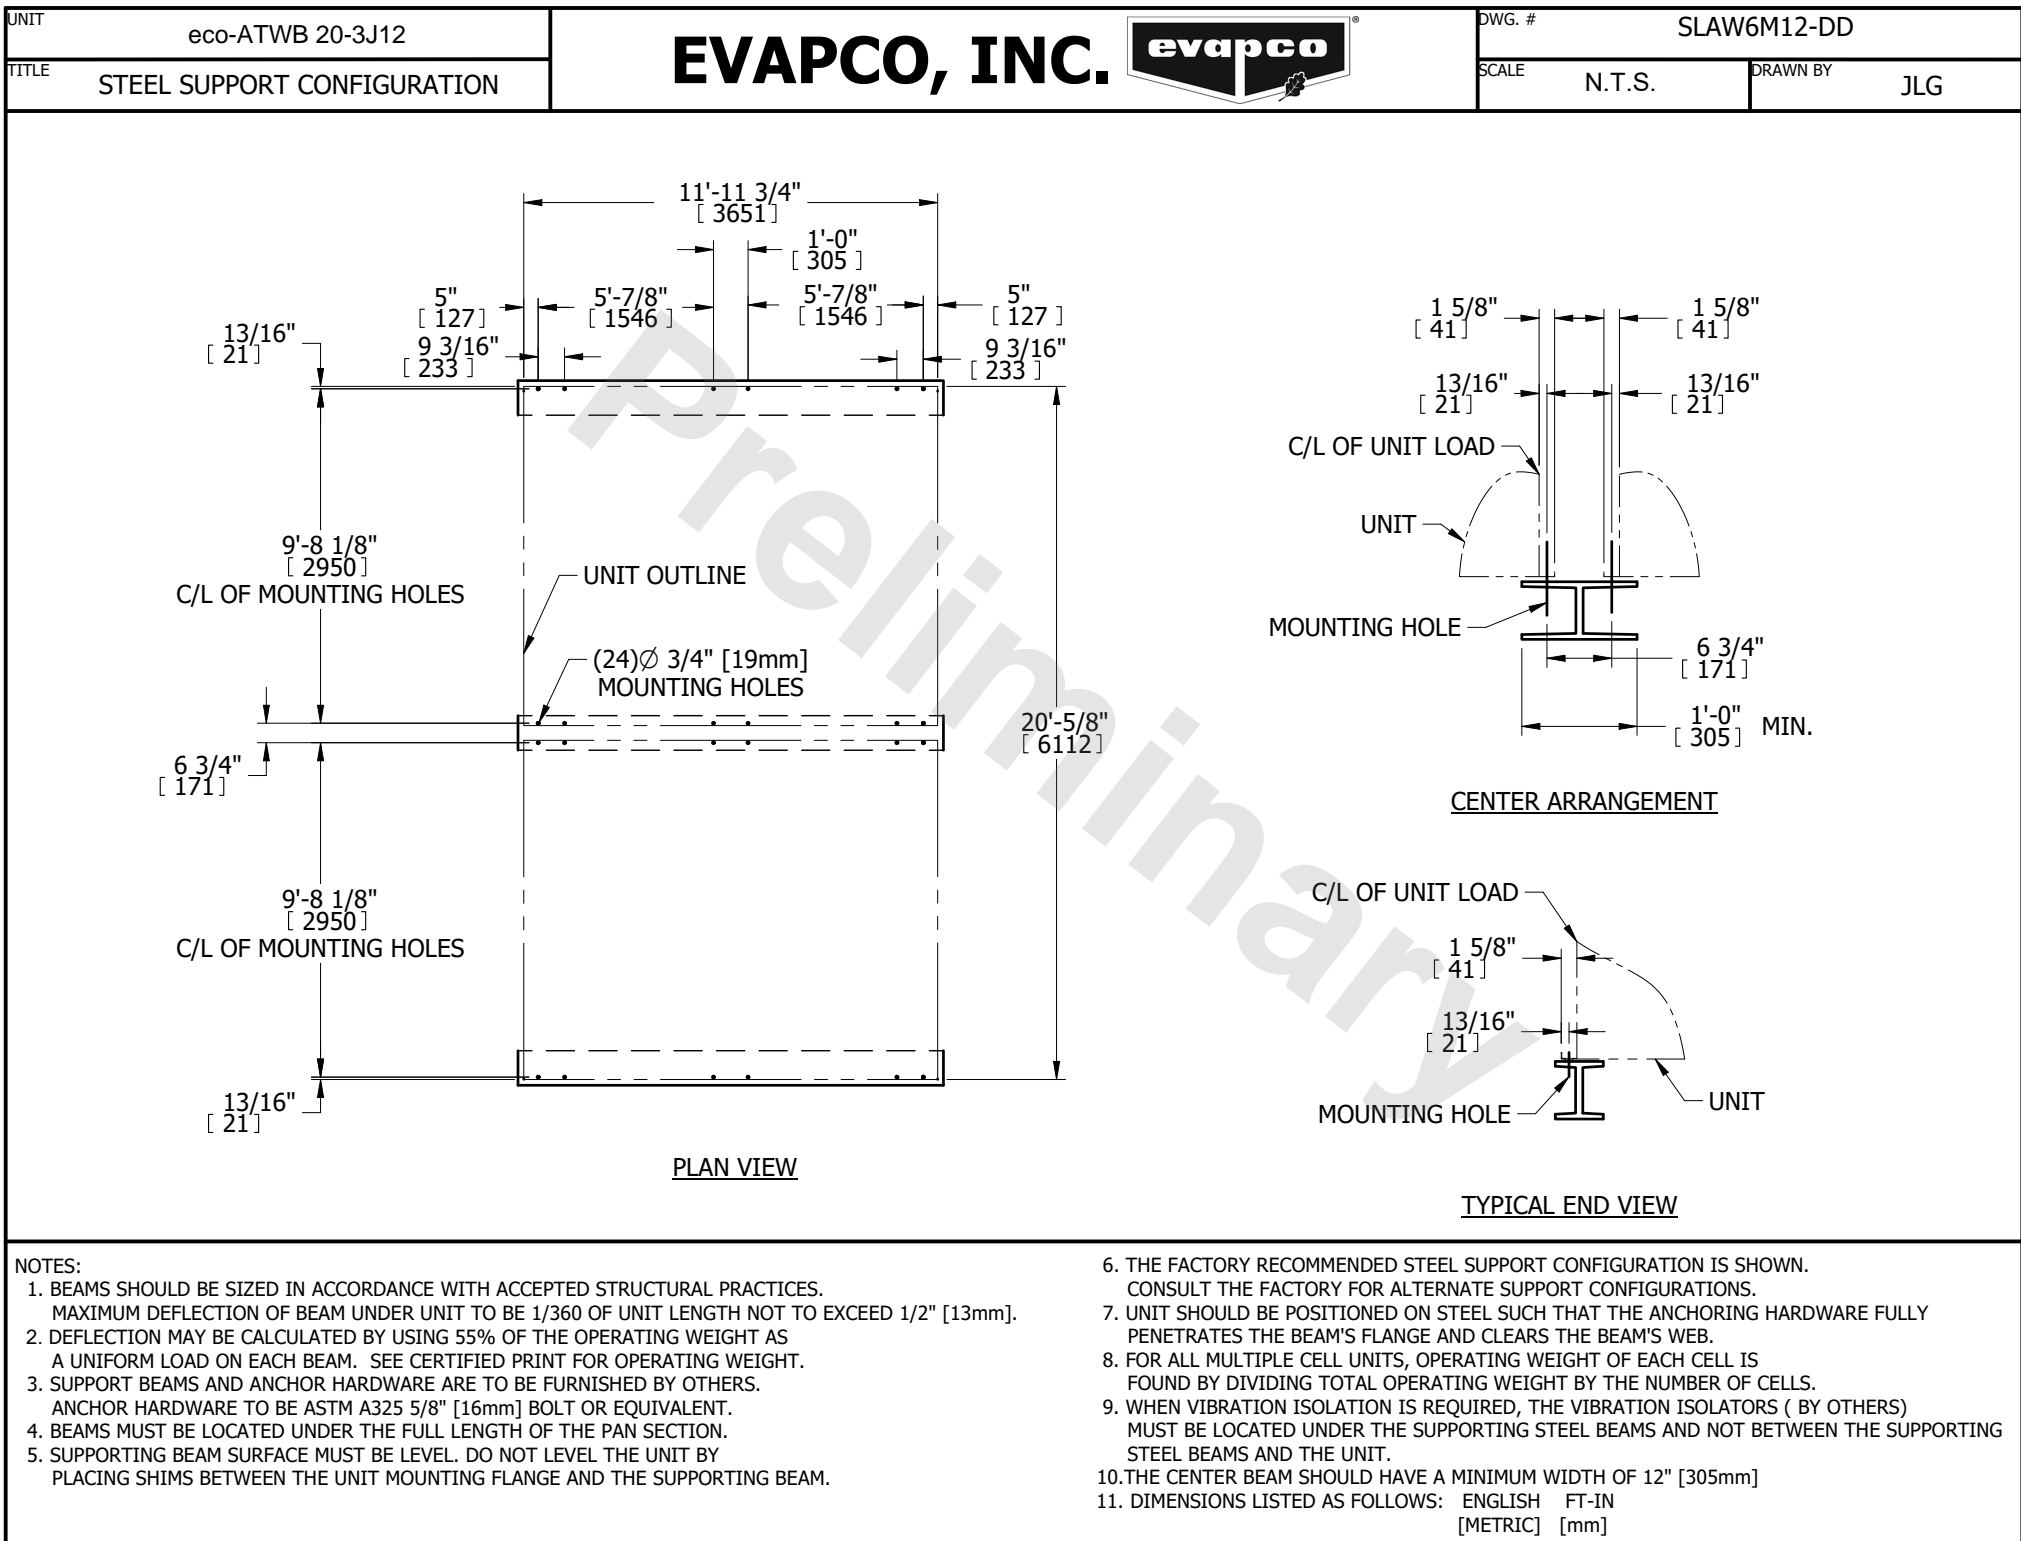 UNIT
eco-ATWB 20-3J12
TITLE
STEEL SUPPORT CONFIGURATION
EVAPCO, INC.
evapco
®
DWG. #
SLAW6M12-DD
SCALE
N.T.S.
DRAWN BY
JLG
11'-11 3/4"
[ 3651 ]
1'-0"
[ 305 ]
5"
[ 127 ]
5'-7/8"
[ 1546 ]
5'-7/8"
[ 1546 ]
5"
[ 127 ]
13/16"
[ 21 ]
9 3/16"
[ 233 ]
9 3/16"
[ 233 ]
9'-8 1/8"
[ 2950 ]
C/L OF MOUNTING HOLES
UNIT OUTLINE
(24)Ø 3/4" [19mm]
MOUNTING HOLES
6 3/4"
[ 171 ]
20'-5/8"
[ 6112 ]
9'-8 1/8"
[ 2950 ]
C/L OF MOUNTING HOLES
13/16"
[ 21 ]
PLAN VIEW
1 5/8"
[ 41 ]
1 5/8"
[ 41 ]
13/16"
[ 21 ]
13/16"
[ 21 ]
C/L OF UNIT LOAD
UNIT
MOUNTING HOLE
6 3/4"
[ 171 ]
1'-0"
[ 305 ]
MIN.
CENTER ARRANGEMENT
C/L OF UNIT LOAD
1 5/8"
[ 41 ]
13/16"
[ 21 ]
MOUNTING HOLE
UNIT
TYPICAL END VIEW
Preliminary
NOTES:
1. BEAMS SHOULD BE SIZED IN ACCORDANCE WITH ACCEPTED STRUCTURAL PRACTICES.
MAXIMUM DEFLECTION OF BEAM UNDER UNIT TO BE 1/360 OF UNIT LENGTH NOT TO EXCEED 1/2" [13mm].
2. DEFLECTION MAY BE CALCULATED BY USING 55% OF THE OPERATING WEIGHT AS
A UNIFORM LOAD ON EACH BEAM. SEE CERTIFIED PRINT FOR OPERATING WEIGHT.
3. SUPPORT BEAMS AND ANCHOR HARDWARE ARE TO BE FURNISHED BY OTHERS.
ANCHOR HARDWARE TO BE ASTM A325 5/8" [16mm] BOLT OR EQUIVALENT.
4. BEAMS MUST BE LOCATED UNDER THE FULL LENGTH OF THE PAN SECTION.
5. SUPPORTING BEAM SURFACE MUST BE LEVEL. DO NOT LEVEL THE UNIT BY
PLACING SHIMS BETWEEN THE UNIT MOUNTING FLANGE AND THE SUPPORTING BEAM.
6. THE FACTORY RECOMMENDED STEEL SUPPORT CONFIGURATION IS SHOWN.
CONSULT THE FACTORY FOR ALTERNATE SUPPORT CONFIGURATIONS.
7. UNIT SHOULD BE POSITIONED ON STEEL SUCH THAT THE ANCHORING HARDWARE FULLY
PENETRATES THE BEAM'S FLANGE AND CLEARS THE BEAM'S WEB.
8. FOR ALL MULTIPLE CELL UNITS, OPERATING WEIGHT OF EACH CELL IS
FOUND BY DIVIDING TOTAL OPERATING WEIGHT BY THE NUMBER OF CELLS.
9. WHEN VIBRATION ISOLATION IS REQUIRED, THE VIBRATION ISOLATORS ( BY OTHERS)
MUST BE LOCATED UNDER THE SUPPORTING STEEL BEAMS AND NOT BETWEEN THE SUPPORTING
STEEL BEAMS AND THE UNIT.
10.THE CENTER BEAM SHOULD HAVE A MINIMUM WIDTH OF 12" [305mm]
11. DIMENSIONS LISTED AS FOLLOWS: ENGLISH FT-IN
[METRIC] [mm]